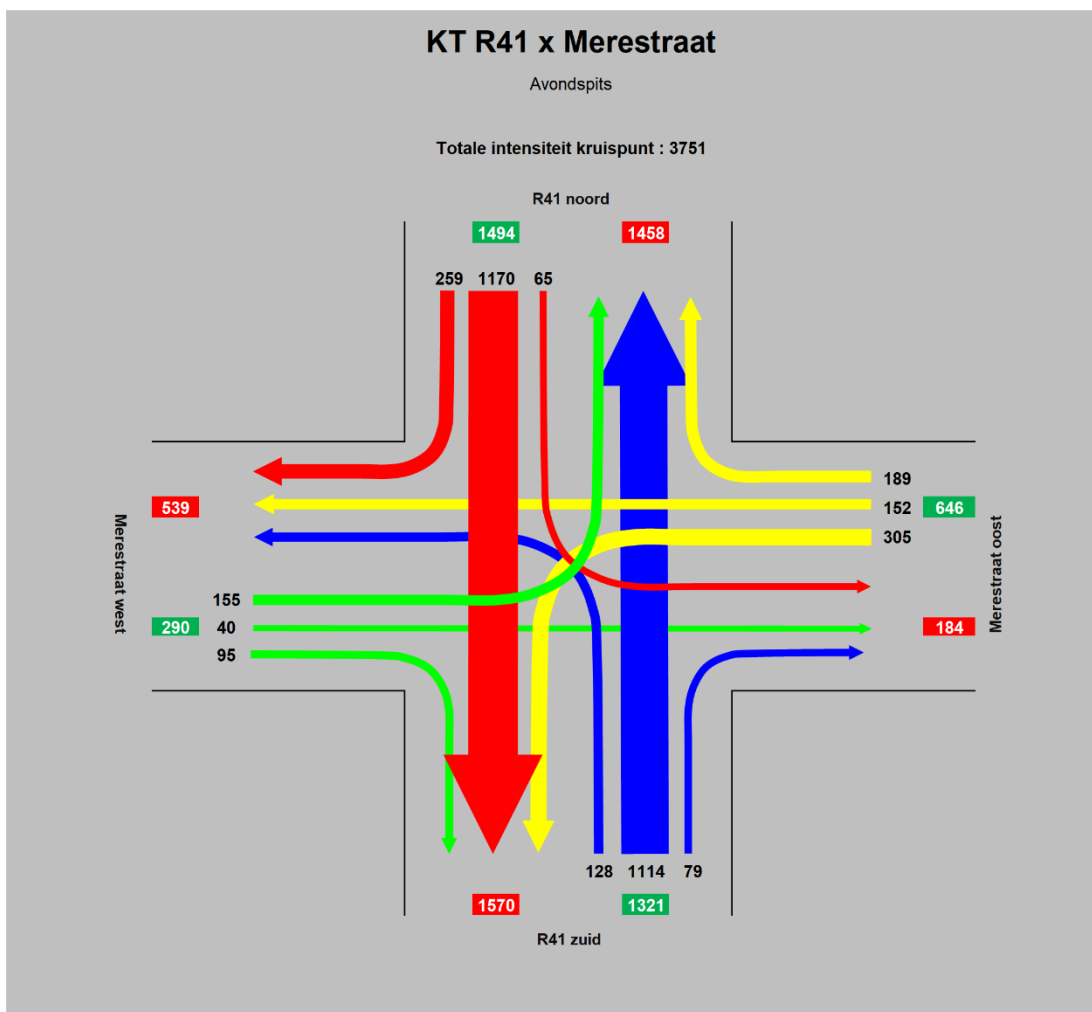 KT R41 x Merestraat
Avondspits
Totale intensiteit kruispunt : 3751
R41 noord
1494 1458
259 1170 65
189
539 152 646
305
Merestraat west
Merestraat oost
155
290 40 184
95
128 1114 79
1570 1321
R41 zuid